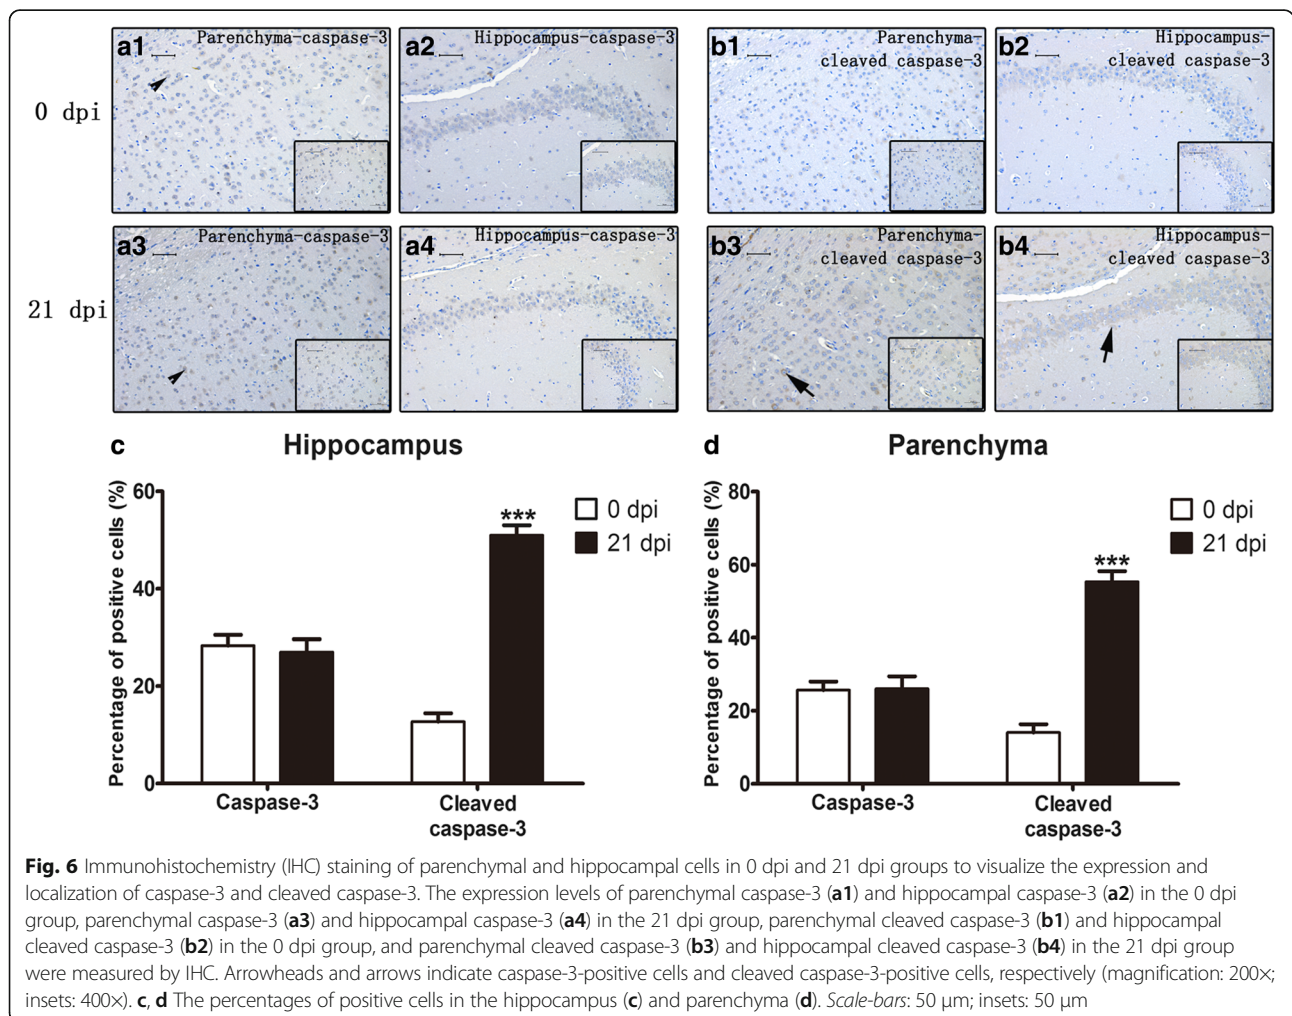 a1 Parenchyma-caspase-3
a2 Hippocampus-caspase-3
b1 Parenchyma-
cleaved caspase-3
b2 Hippocampus-
cleaved caspase-3
0 dpi
a3 Parenchyma-caspase-3
a4 Hippocampus-caspase-3
b3 Parenchyma-
cleaved caspase-3
b4 Hippocampus-
cleaved caspase-3
21 dpi
c Hippocampus
Percentage of positive cells (%)
60
40
20
0
***
0 dpi
21 dpi
Caspase-3
Cleaved
caspase-3
d Parenchyma
Percentage of positive cells (%)
80
60
40
20
0
***
0 dpi
21 dpi
Caspase-3
Cleaved
caspase-3
Fig. 6 Immunohistochemistry (IHC) staining of parenchymal and hippocampal cells in 0 dpi and 21 dpi groups to visualize the expression and
localization of caspase-3 and cleaved caspase-3. The expression levels of parenchymal caspase-3 (a1) and hippocampal caspase-3 (a2) in the 0 dpi
group, parenchymal caspase-3 (a3) and hippocampal caspase-3 (a4) in the 21 dpi group, parenchymal cleaved caspase-3 (b1) and hippocampal
cleaved caspase-3 (b2) in the 0 dpi group, and parenchymal cleaved caspase-3 (b3) and hippocampal cleaved caspase-3 (b4) in the 21 dpi group
were measured by IHC. Arrowheads and arrows indicate caspase-3-positive cells and cleaved caspase-3-positive cells, respectively (magnification: 200×;
insets: 400×). c, d The percentages of positive cells in the hippocampus (c) and parenchyma (d). Scale-bars: 50 μm; insets: 50 μm